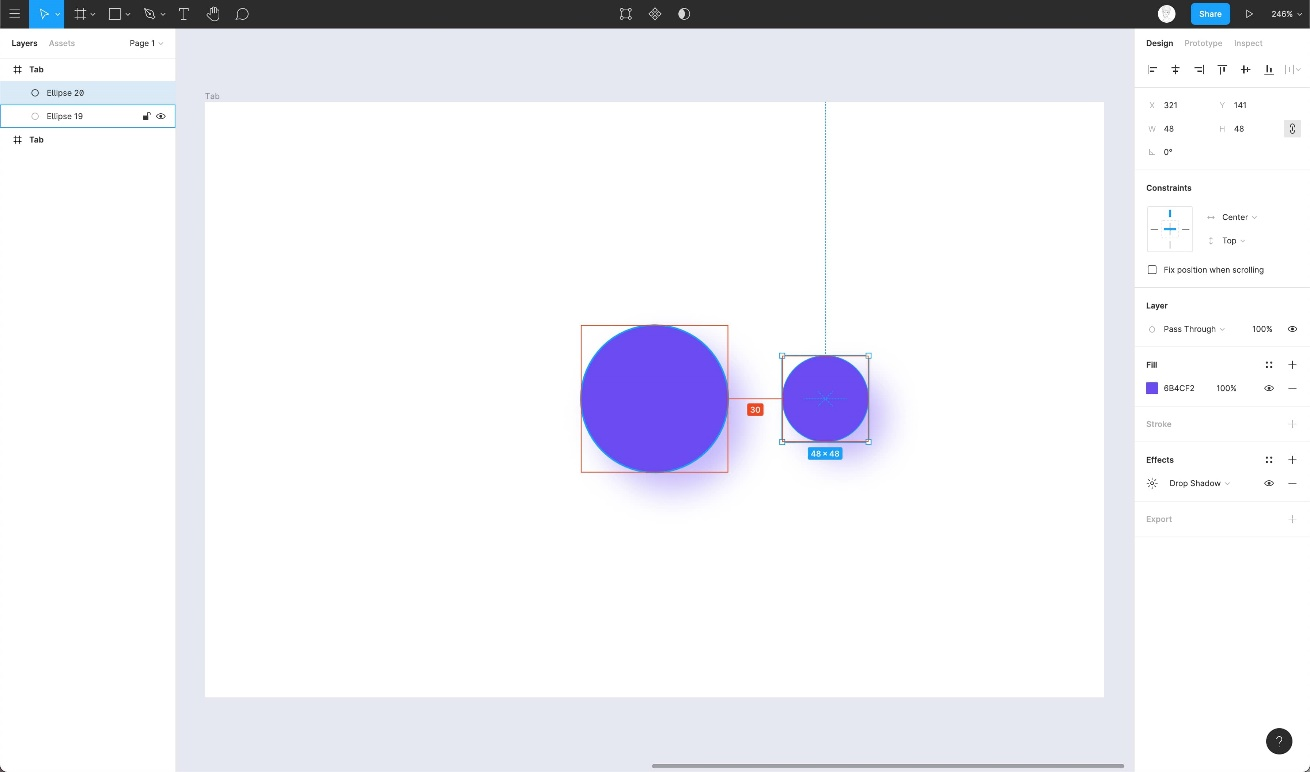 Share
246%
Layers Assets Page 1
Tab
Ellipse 20
Ellipse 19
Tab
Tab
30
48 × 48
Design Prototype Inspect
X 321 Y 141
W 48 H 48
0°
Constraints
Center
Top
Fix position when scrolling
Layer
Pass Through 100%
Fill
6B4CF2 100%
Stroke
Effects
Drop Shadow
Export
?